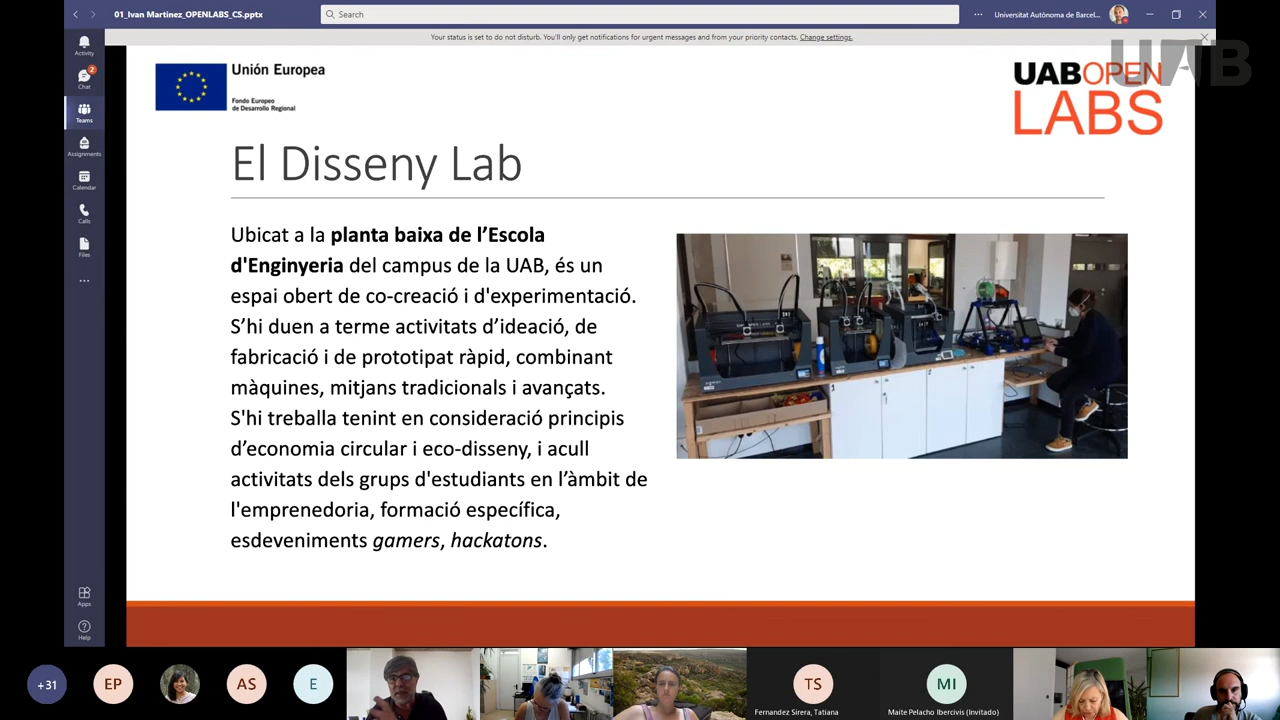 01_Ivan Martinez_OPENLABS_CS.pptx
Search
Universitat Autònoma de Barcel...
Your status is set to do not disturb. You'll only get notifications for urgent messages and from your priority contacts. Change settings.
Activity
2
Chat
Teams
Assignments
Calendar
Calls
Files
Apps
Help
Unión Europea
Fondo Europeo
de Desarrollo Regional
UAB
UABOPEN
LABS
El Disseny Lab
Ubicat a la planta baixa de l’Escola
d'Enginyeria del campus de la UAB, és un
espai obert de co-creació i d'experimentació.
S’hi duen a terme activitats d’ideació, de
fabricació i de prototipat ràpid, combinant
màquines, mitjans tradicionals i avançats.
S'hi treballa tenint en consideració principis
d’economia circular i eco-disseny, i acull
activitats dels grups d'estudiants en l’àmbit de
l'emprenedoria, formació específica,
esdeveniments gamers, hackatons.
+31
EP
AS
E
TS
Fernandez Sirera, Tatiana
MI
Maite Pelacho Ibercivis (Invitado)